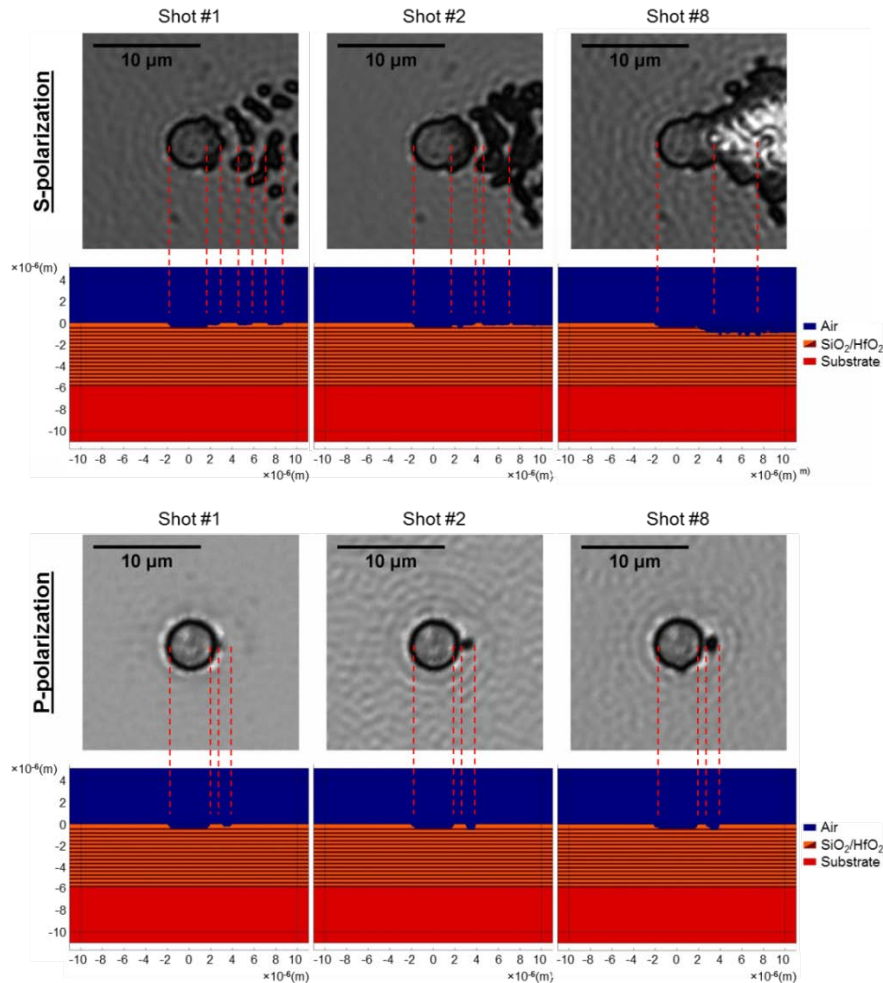 Shot #1 Shot #2 Shot #8
S-polarization
10 µm 10 µm 10 µm
×10⁻⁶(m)
4
2
0
-2
-4
-6
-8
-10
Air
SiO₂/HfO₂
Substrate
-10 -8 -6 -4 -2 0 2 4 6 8 10 -10 -8 -6 -4 -2 0 2 4 6 8 10 -10 -8 -6 -4 -2 0 2 4 6 8 10
×10⁻⁶(m) ×10⁻⁶(m) ×10⁻⁶(m) m)
Shot #1 Shot #2 Shot #8
P-polarization
10 µm 10 µm 10 µm
×10⁻⁶(m)
4
2
0
-2
-4
-6
-8
-10
Air
SiO₂/HfO₂
Substrate
-10 -8 -6 -4 -2 0 2 4 6 8 10 -10 -8 -6 -4 -2 0 2 4 6 8 10 -10 -8 -6 -4 -2 0 2 4 6 8 10
×10⁻⁶(m) ×10⁻⁶(m) ×10⁻⁶(m)